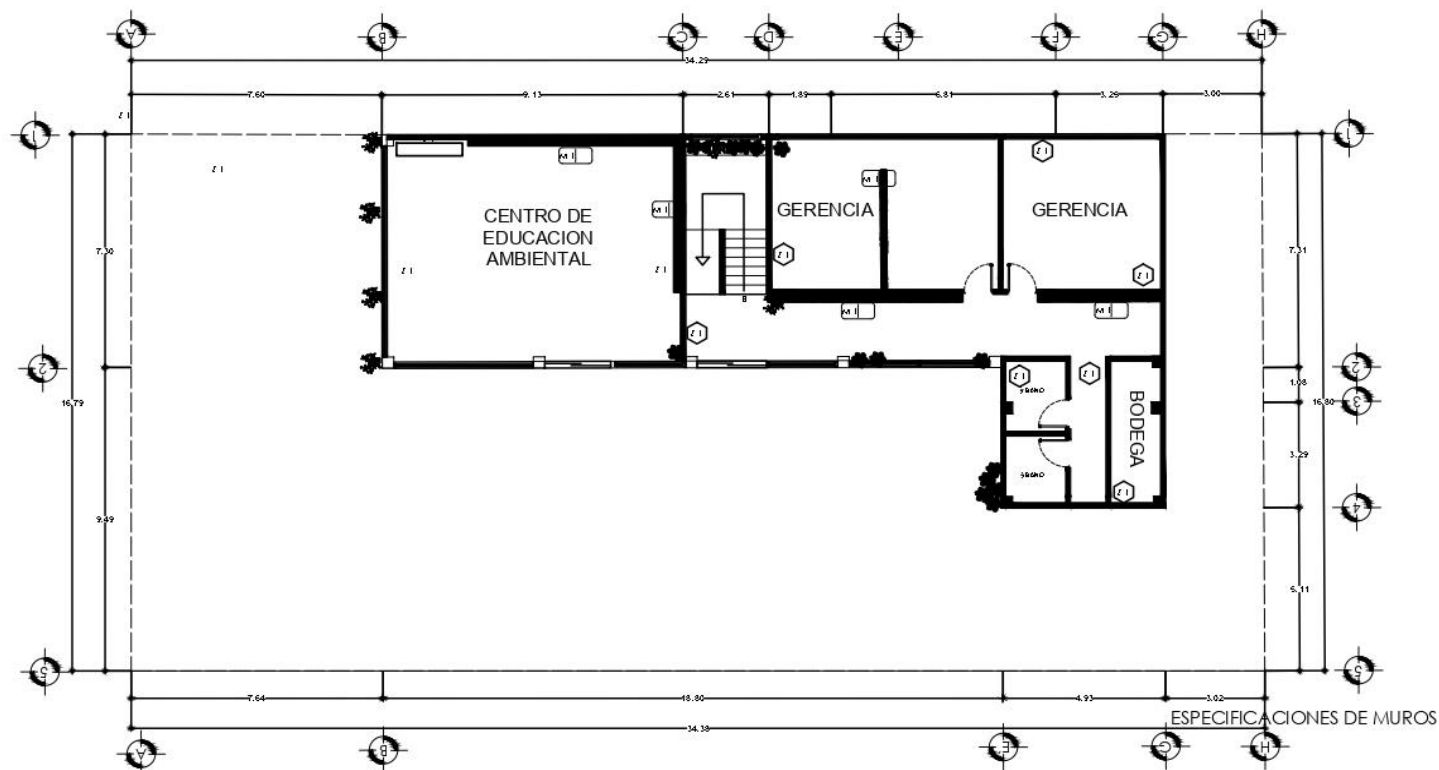 A
B
C
D
E
F
G
H
34.29
7.60
9.13
2.61
1.89
6.81
3.29
3.00
1
1
CENTRO DE
EDUCACION
AMBIENTAL
GERENCIA
GERENCIA
7.30
7.31
B
2
2
1.08
3
16.79
16.80
BODEGA
3.29
4
9.49
5
5
7.64
18.80
4.93
3.02
ESPECIFICACIONES DE MUROS
34.38
A
B
E
G
H